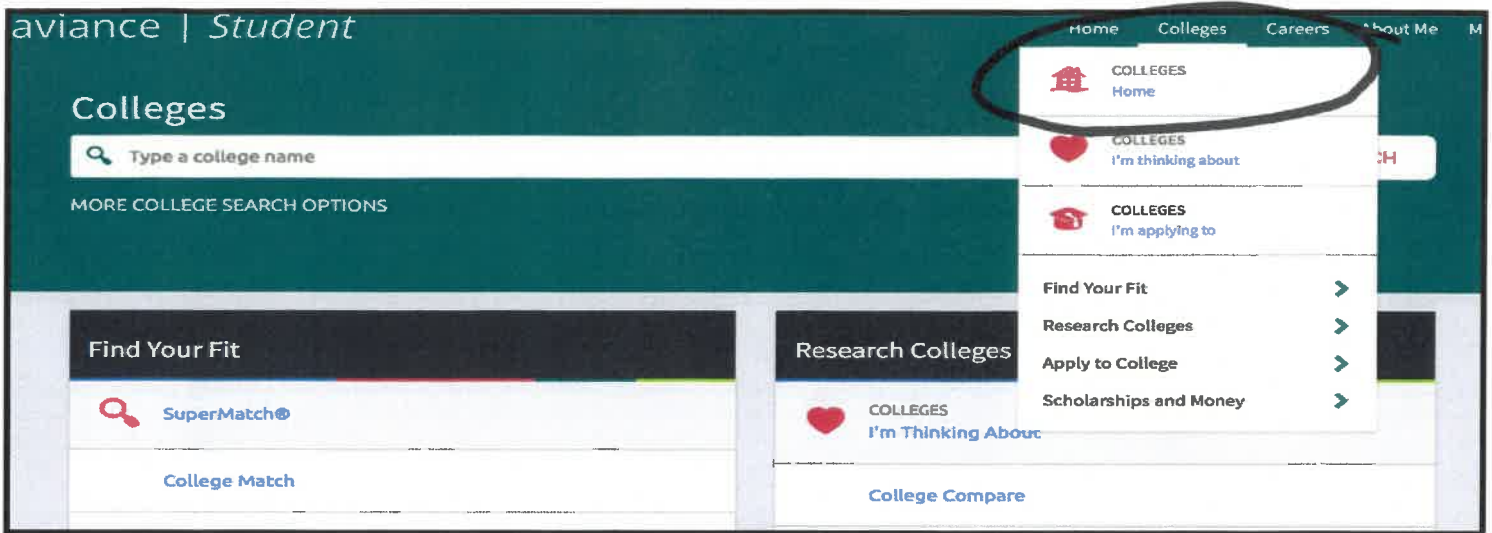 aviance | Student
Home Colleges Careers About Me M
COLLEGES
Home
Colleges
Type a college name
CH
COLLEGES
I'm thinking about
MORE COLLEGE SEARCH OPTIONS
COLLEGES
I'm applying to
Find Your Fit
Research Colleges
Apply to College
Scholarships and Money
Find Your Fit
SuperMatch®
College Match
Research Colleges
COLLEGES
I'm Thinking About
College Compare